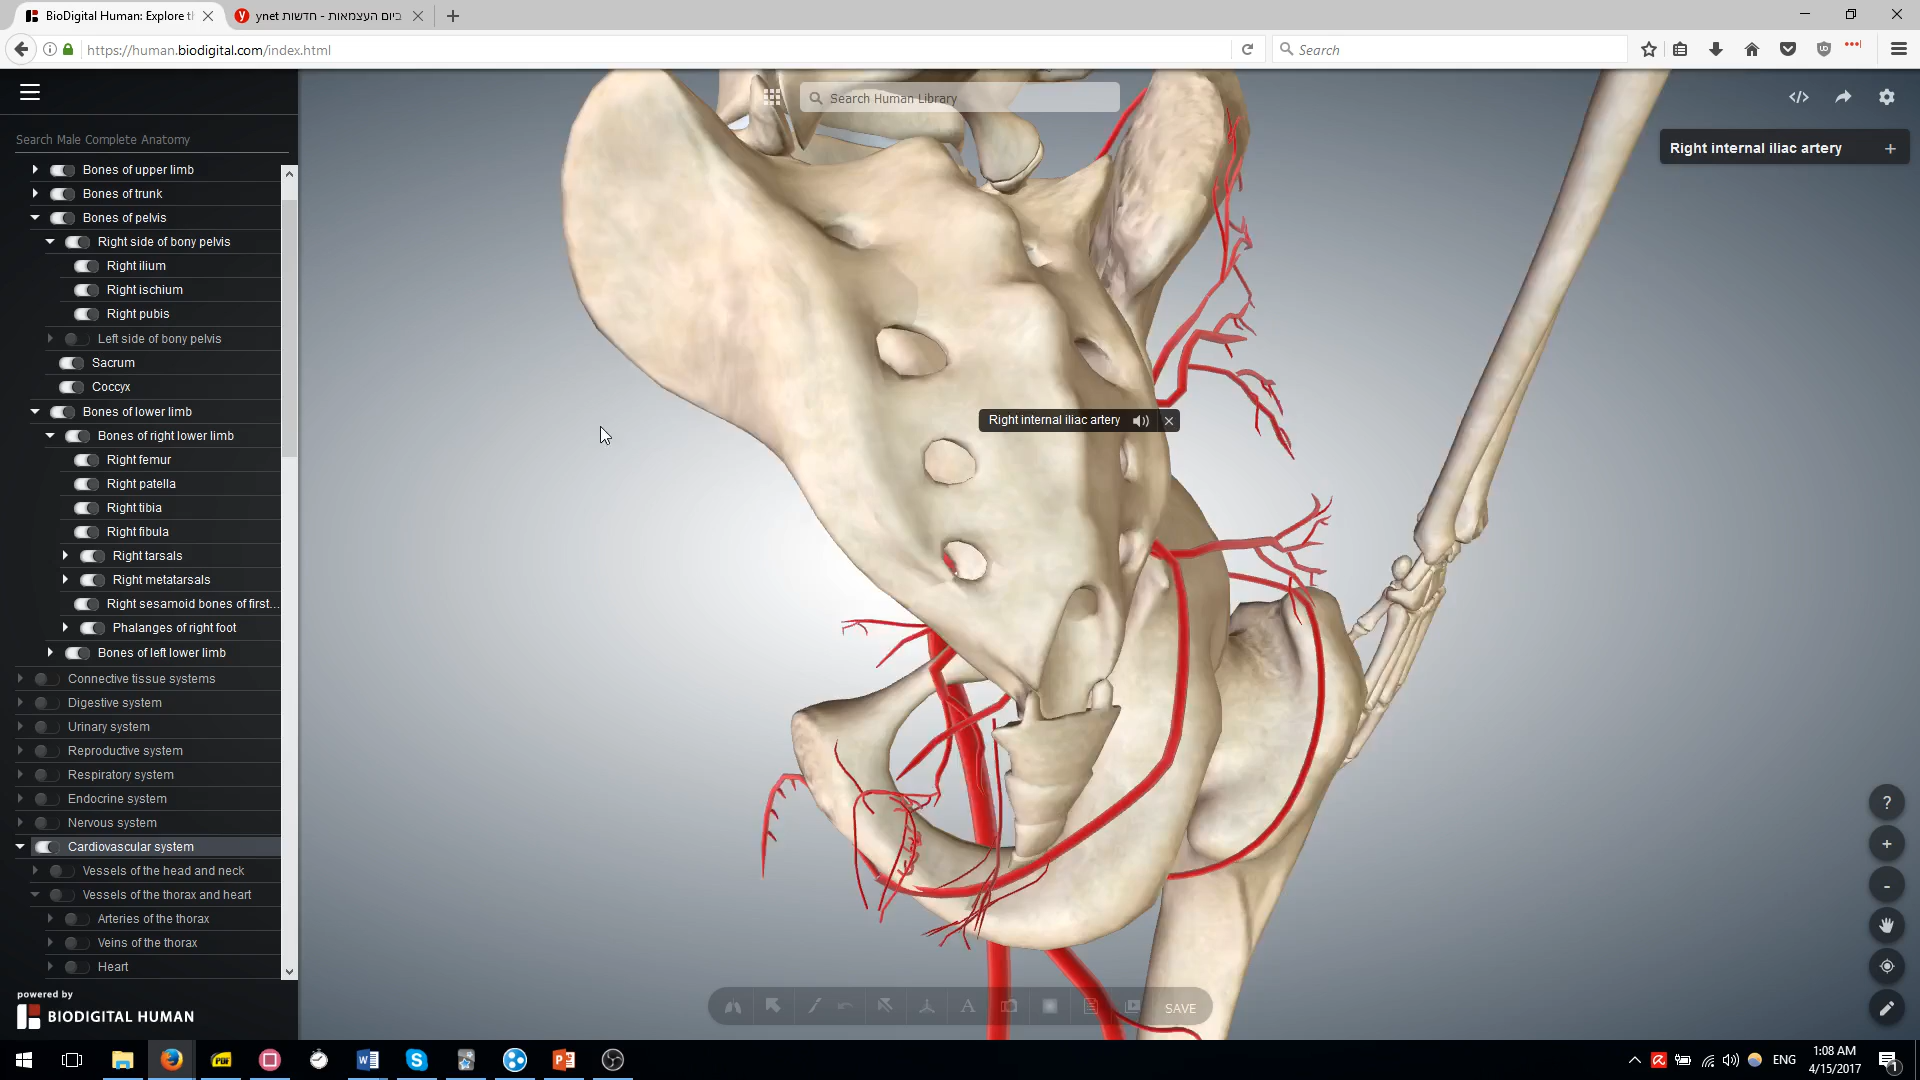 BioDigital Human: Explore t
ynet חדשות - ביום העצמאות
https://human.biodigital.com/index.html
Search
Search Human Library
Search Male Complete Anatomy
Right internal iliac artery +
Bones of upper limb
Bones of trunk
Bones of pelvis
Right side of bony pelvis
Right ilium
Right ischium
Right pubis
Left side of bony pelvis
Sacrum
Coccyx
Bones of lower limb
Bones of right lower limb
Right femur
Right patella
Right tibia
Right fibula
Right tarsals
Right metatarsals
Right sesamoid bones of first...
Phalanges of right foot
Bones of left lower limb
Connective tissue systems
Digestive system
Urinary system
Reproductive system
Respiratory system
Endocrine system
Nervous system
Cardiovascular system
Vessels of the head and neck
Vessels of the thorax and heart
Arteries of the thorax
Veins of the thorax
Heart
Right internal iliac artery
powered by
BIODIGITAL HUMAN
SAVE
?
+
-
ENG
1:08 AM
4/15/2017